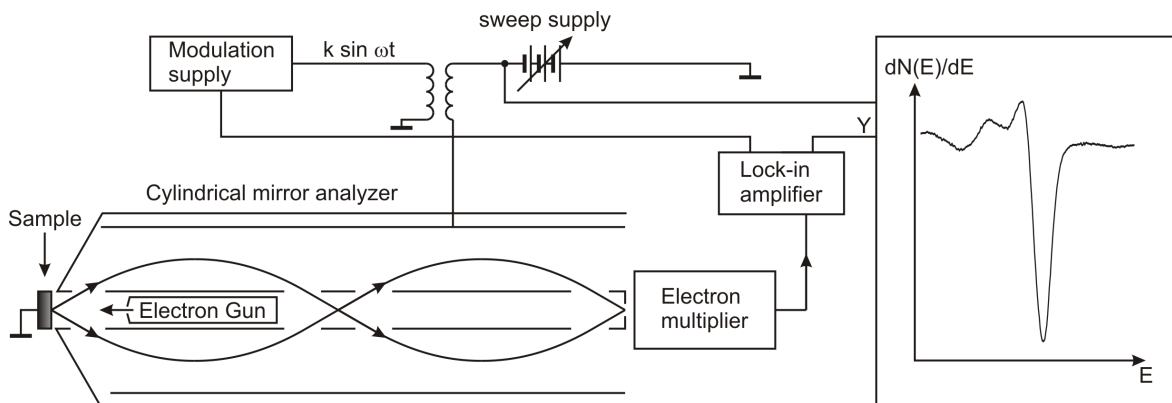 sweep supply
Modulation
supply
k sin ωt
dN(E)/dE
Y
Lock-in
amplifier
Cylindrical mirror analyzer
Sample
Electron Gun
Electron
multiplier
E